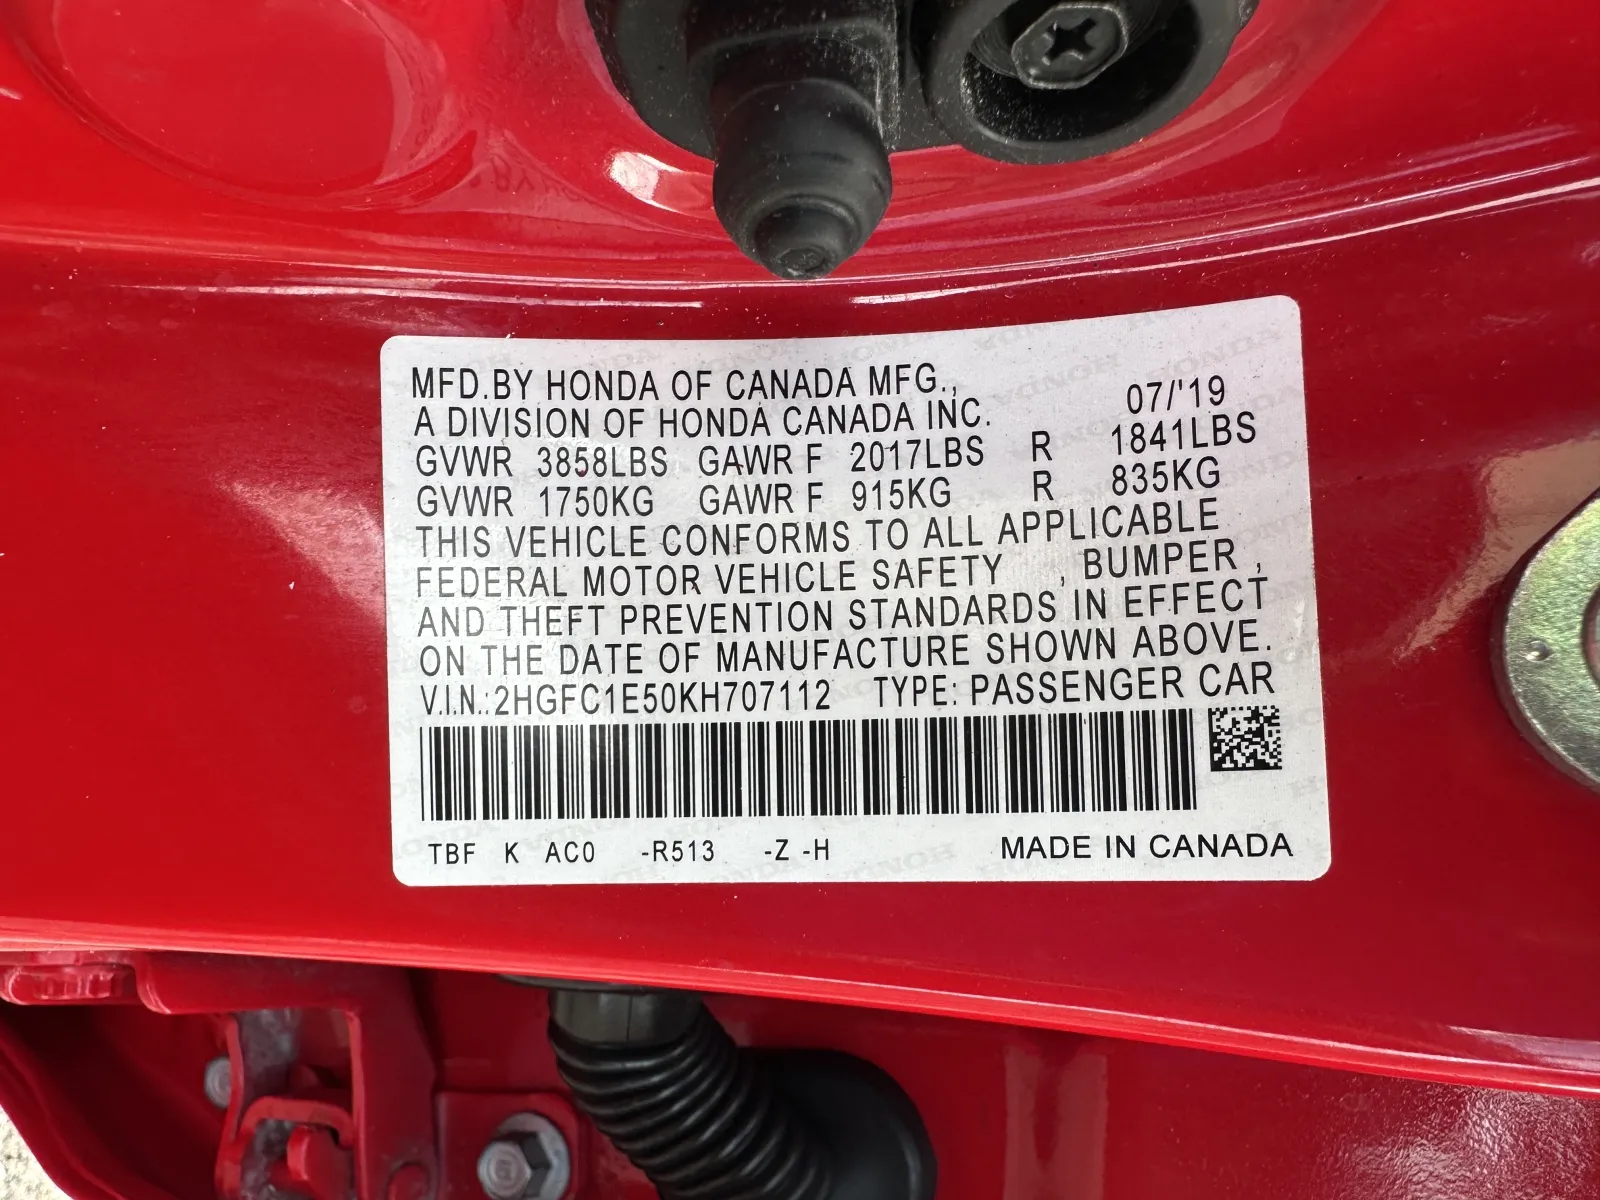 MFD.BY HONDA OF CANADA MFG.,
A DIVISION OF HONDA CANADA INC. 07/'19
GVWR 3858LBS GAWR F 2017LBS R 1841LBS
GVWR 1750KG GAWR F 915KG R 835KG
THIS VEHICLE CONFORMS TO ALL APPLICABLE
FEDERAL MOTOR VEHICLE SAFETY , BUMPER ,
AND THEFT PREVENTION STANDARDS IN EFFECT
ON THE DATE OF MANUFACTURE SHOWN ABOVE.
V.I.N.:2HGFC1E50KH707112 TYPE: PASSENGER CAR
TBF K AC0 -R513 -Z -H MADE IN CANADA